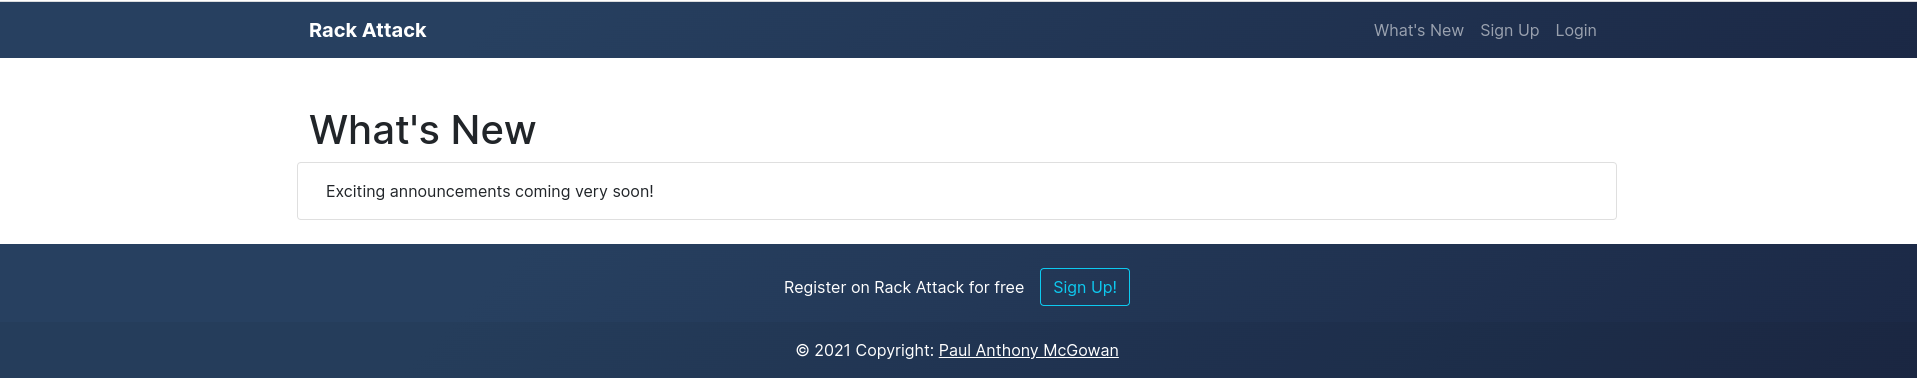 Rack Attack What's New Sign Up Login
What's New
Exciting announcements coming very soon!
Register on Rack Attack for free Sign Up!
© 2021 Copyright: Paul Anthony McGowan